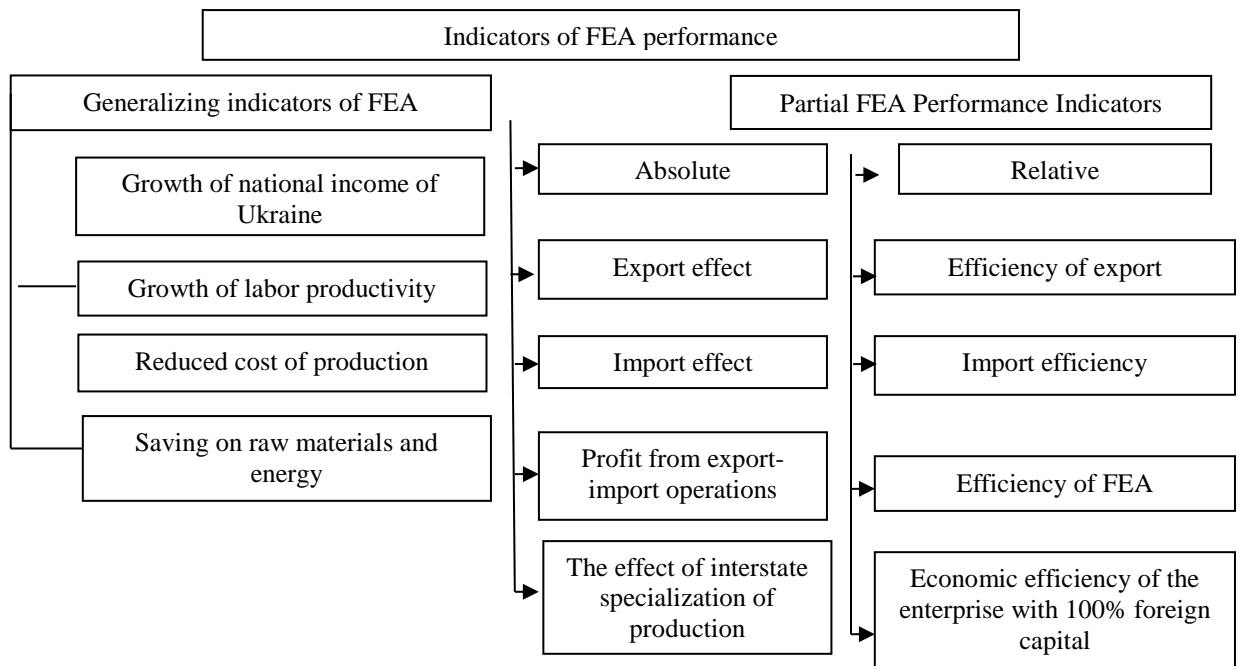 Indicators of FEA performance
Generalizing indicators of FEA
Partial FEA Performance Indicators
Growth of national income of
Ukraine
Growth of labor productivity
Reduced cost of production
Saving on raw materials and
energy
Absolute
Export effect
Import effect
Profit from export-
import operations
The effect of interstate
specialization of
production
Relative
Efficiency of export
Import efficiency
Efficiency of FEA
Economic efficiency of the
enterprise with 100% foreign
capital